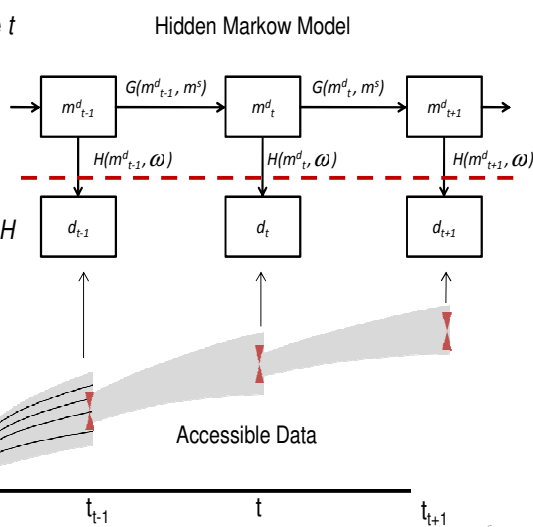 e t
Hidden Markow Model
G(m^d_{t-1}, m^s)
G(m^d_t, m^s)
m^d_{t-1}
m^d_t
m^d_{t+1}
H(m^d_{t-1}, ω)
H(m^d_t, ω)
H(m^d_{t+1}, ω)
H
d_{t-1}
d_t
d_{t+1}
Accessible Data
t_{t-1}
t
t_{t+1}